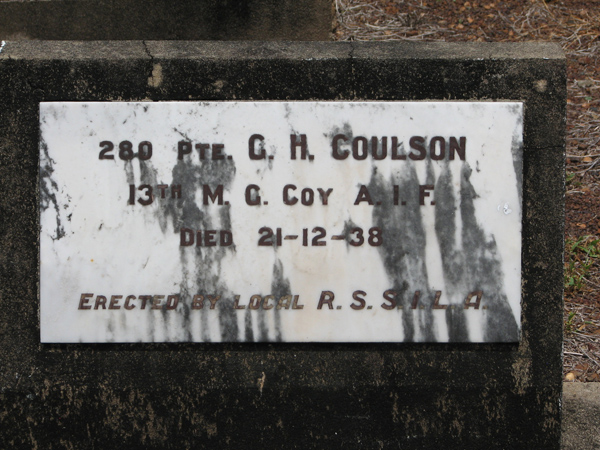 280 PTE. G. H. COULSON
13TH M. G. COY A. I. F.
DIED 21-12-38
ERECTED BY LOCAL R. S. S. I. L. A.